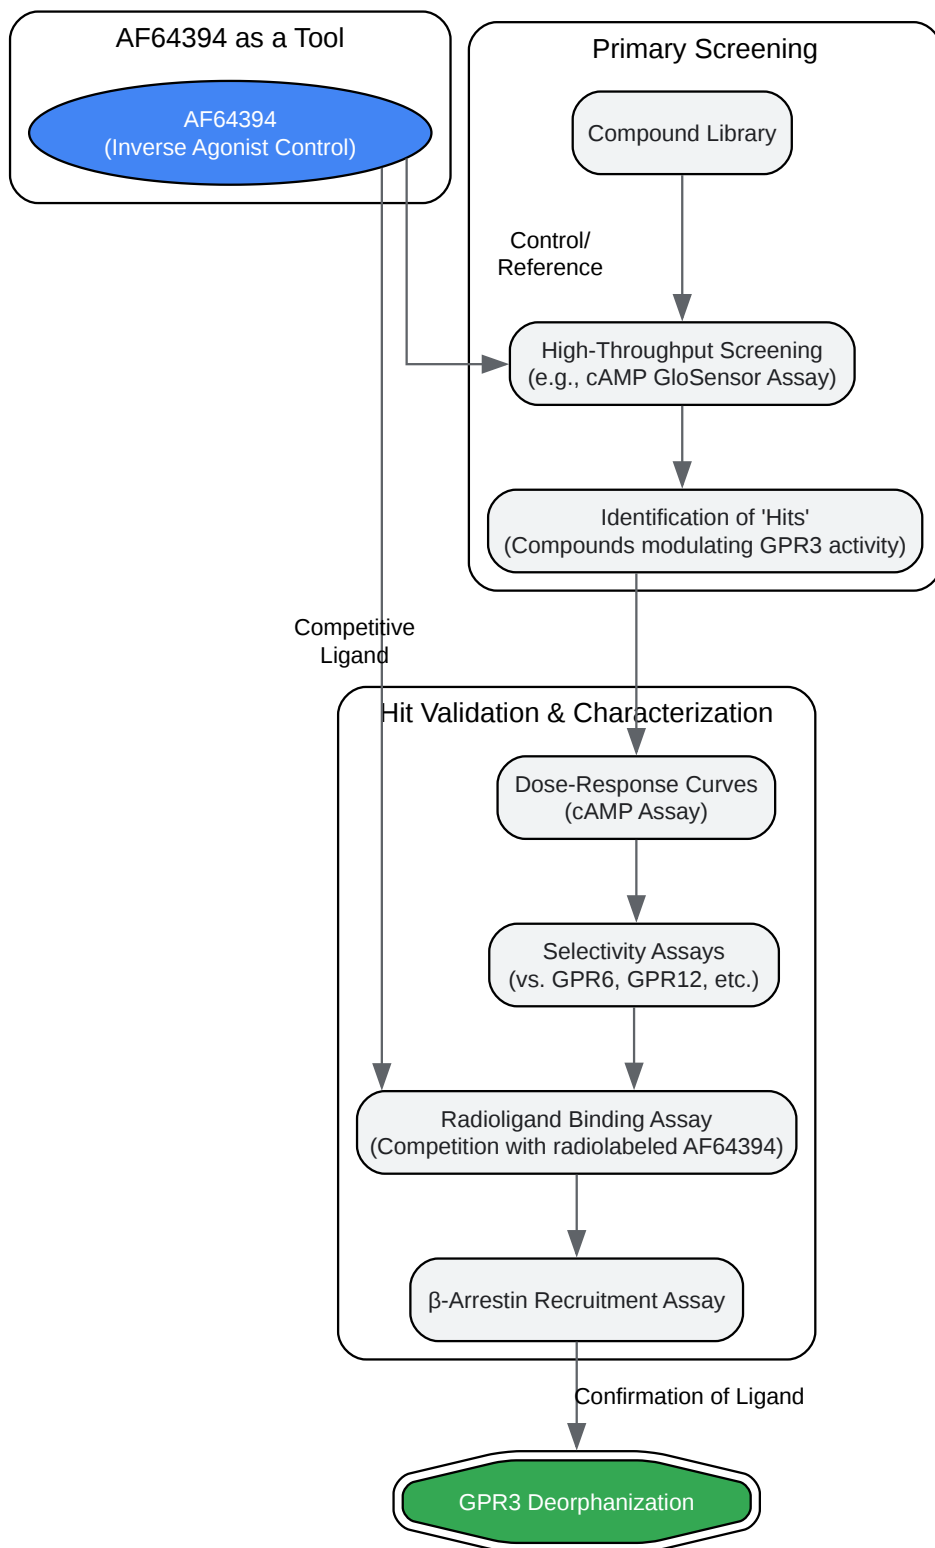 AF64394 as a Tool
AF64394
(Inverse Agonist Control)
Primary Screening
Compound Library
Control/
Reference
High-Throughput Screening
(e.g., cAMP GloSensor Assay)
Identification of 'Hits'
(Compounds modulating GPR3 activity)
Competitive
Ligand
Hit Validation & Characterization
Dose-Response Curves
(cAMP Assay)
Selectivity Assays
(vs. GPR6, GPR12, etc.)
Radioligand Binding Assay
(Competition with radiolabeled AF64394)
β-Arrestin Recruitment Assay
Confirmation of Ligand
GPR3 Deorphanization